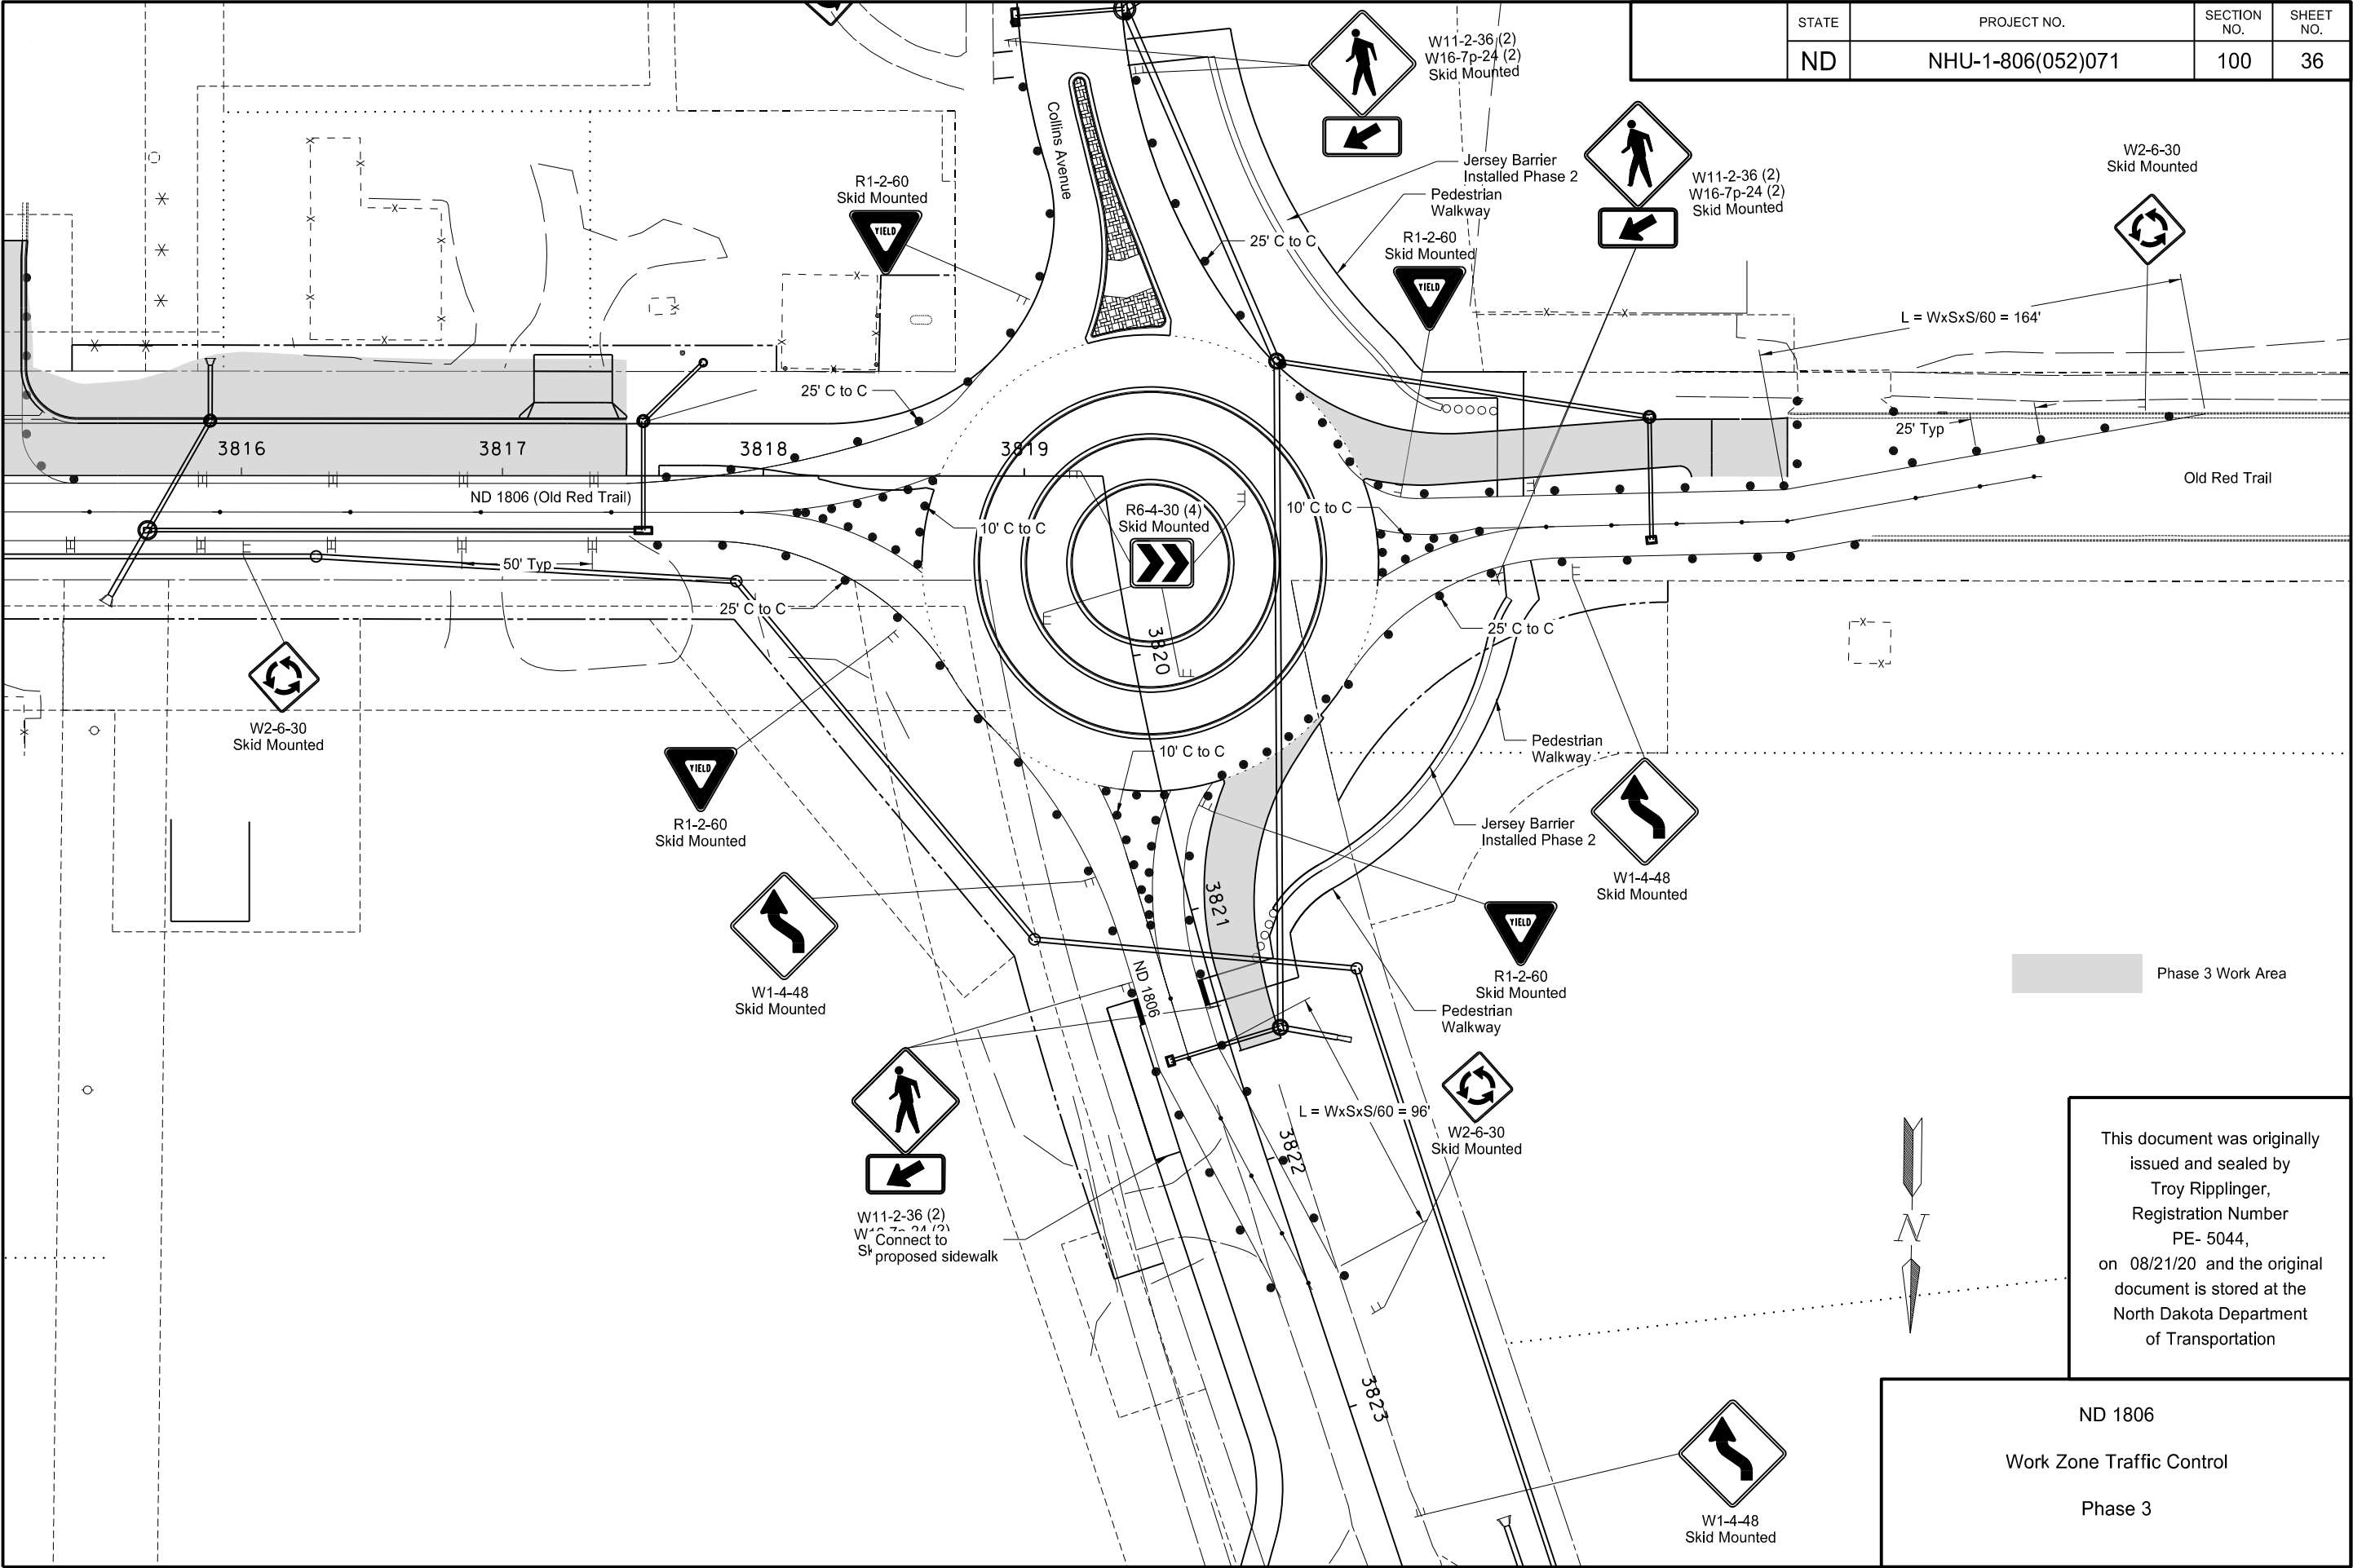 STATE
PROJECT NO.
SECTION
NO.
SHEET
NO.
ND
NHU-1-806(052)071
100
36
W11-2-36 (2)
W16-7p-24 (2)
Skid Mounted
Collins Avenue
Jersey Barrier
Installed Phase 2
Pedestrian
Walkway
W11-2-36 (2)
W16-7p-24 (2)
Skid Mounted
W2-6-30
Skid Mounted
R1-2-60
Skid Mounted
YIELD
25' C to C
R1-2-60
Skid Mounted
YIELD
L = WxSxS/60 = 164'
25' C to C
25' Typ
3816
3817
3818
3819
ND 1806 (Old Red Trail)
Old Red Trail
10' C to C
R6-4-30 (4)
Skid Mounted
10' C to C
50' Typ
25' C to C
25' C to C
3820
W2-6-30
Skid Mounted
YIELD
R1-2-60
Skid Mounted
10' C to C
Pedestrian
Walkway
Jersey Barrier
Installed Phase 2
W1-4-48
Skid Mounted
3821
YIELD
R1-2-60
Skid Mounted
W1-4-48
Skid Mounted
ND 1806
Pedestrian
Walkway
Phase 3 Work Area
L = WxSxS/60 = 96'
W2-6-30
Skid Mounted
3822
W11-2-36 (2)
Connect to
proposed sidewalk
N
3823
W1-4-48
Skid Mounted
This document was originally
issued and sealed by
Troy Ripplinger,
Registration Number
PE- 5044,
on 08/21/20 and the original
document is stored at the
North Dakota Department
of Transportation
ND 1806
Work Zone Traffic Control
Phase 3